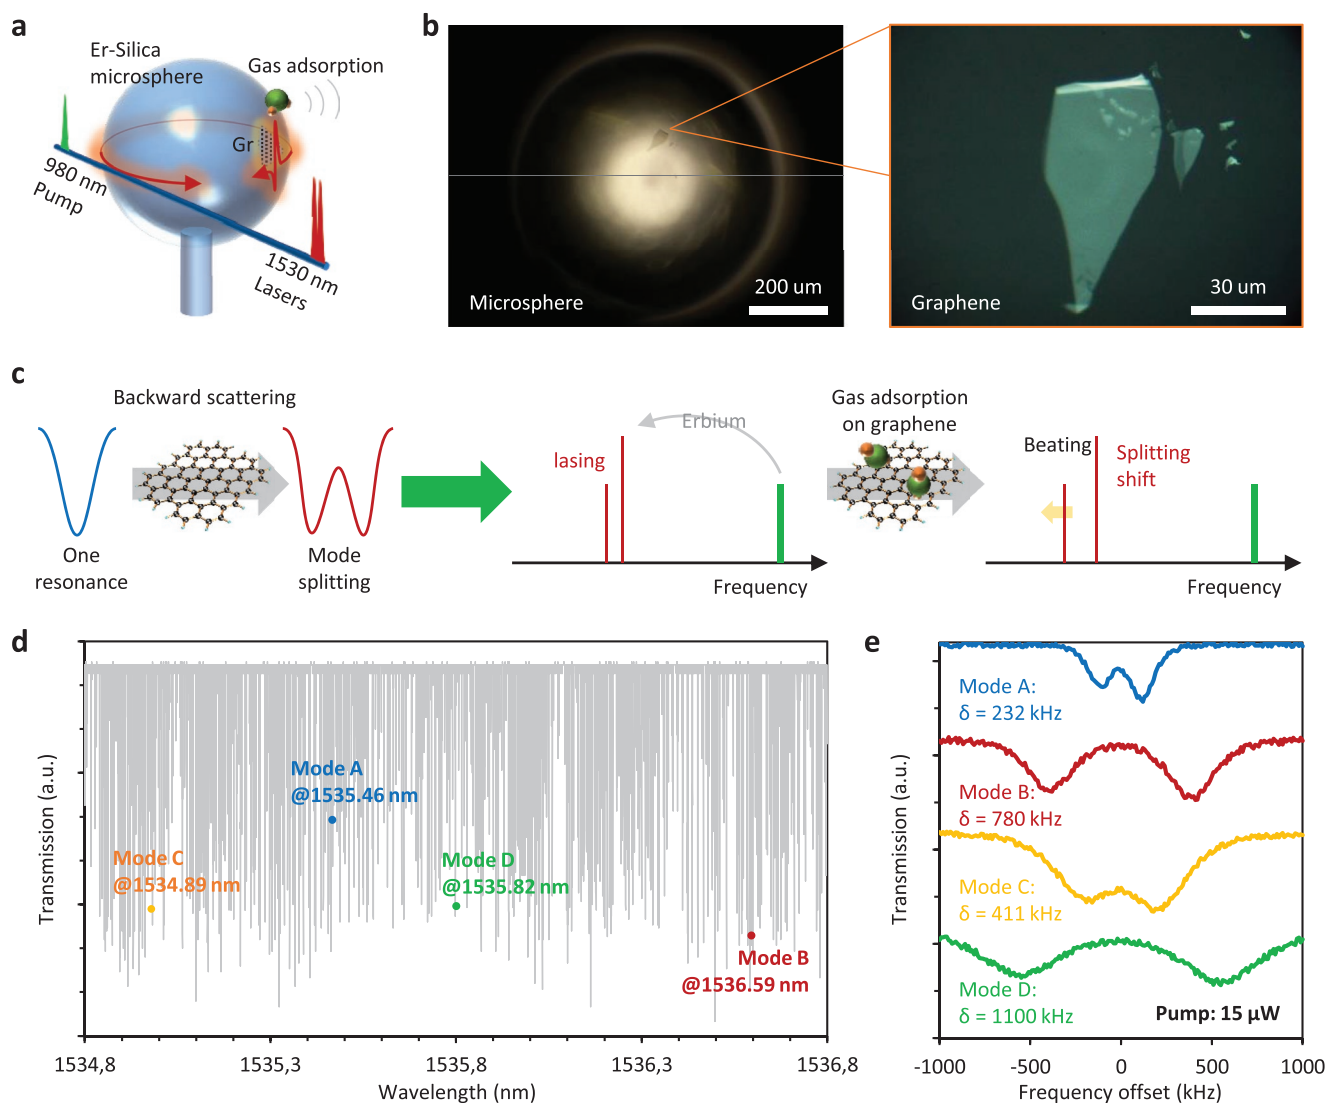 a
Er-Silica
microsphere
Gas adsorption
Gr
980 nm
Pump
1530 nm
Lasers
b
Microsphere
200 um
Graphene
30 um
c
Backward scattering
One
resonance
Mode
splitting
lasing
Erbium
Frequency
Gas adsorption
on graphene
Beating
Splitting
shift
Frequency
d
Transmission (a.u.)
Mode A
@1535.46 nm
Mode C
@1534.89 nm
Mode D
@1535.82 nm
Mode B
@1536.59 nm
1534,8
1535,3
1535,8
1536,3
1536,8
Wavelength (nm)
e
Transmission (a.u.)
Mode A:
δ = 232 kHz
Mode B:
δ = 780 kHz
Mode C:
δ = 411 kHz
Mode D:
δ = 1100 kHz
Pump: 15 μW
-1000
-500
0
500
1000
Frequency offset (kHz)